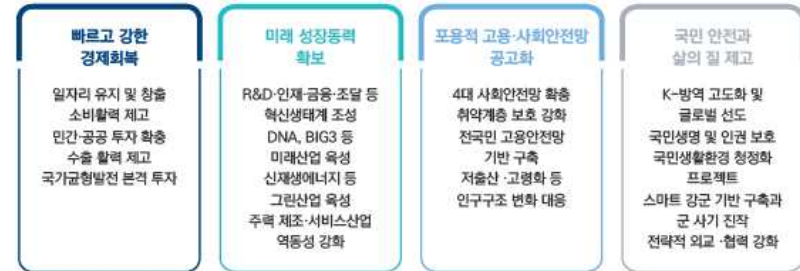 빠르고 강한
경제회복
일자리 유지 및 창출
소비활력 제고
민간·공공 투자 확충
수출 활력 제고
국가균형발전 본격 투자
미래 성장동력
확보
R&D·인재·금융·조달 등
혁신생태계 조성
DNA, BIG3 등
미래산업 육성
신재생에너지 등
그린산업 육성
주력 제조·서비스산업
역동성 강화
포용적 고용·사회안전망
공고화
4대 사회안전망 확충
취약계층 보호 강화
전국민 고용안전망
기반 구축
저출산·고령화 등
인구구조 변화 대응
국민 안전과
삶의 질 제고
K-방역 고도화 및
글로벌 선도
국민생명 및 인권 보호
국민생활환경 청정화
프로젝트
스마트 강군 기반 구축과
군 사기 진작
전략적 외교·협력 강화